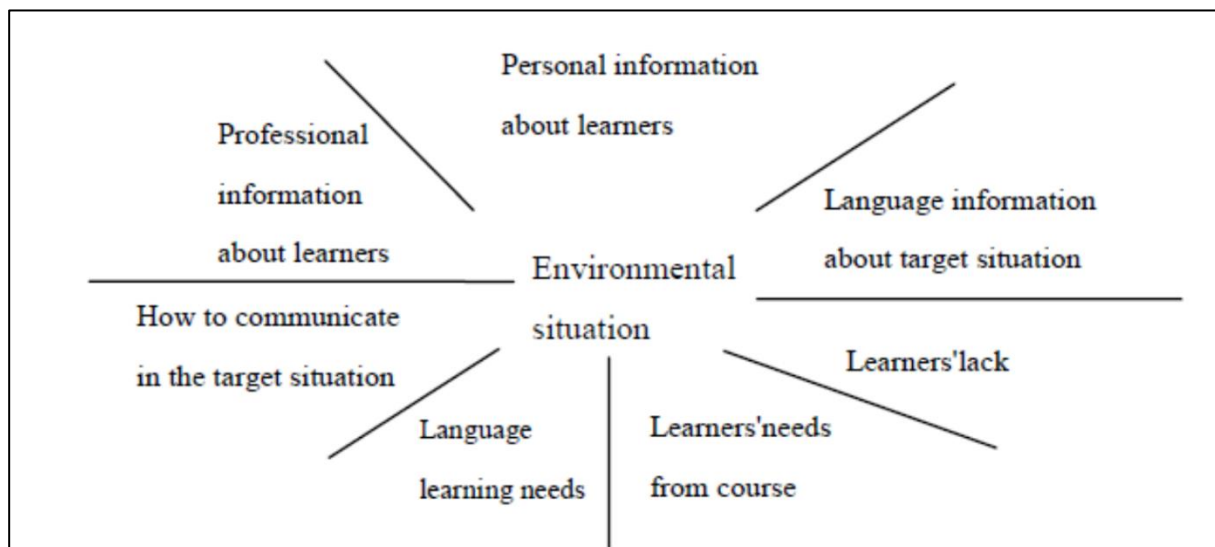 Personal information
about learners
Professional
information
about learners
Language information
about target situation
Environmental
situation
How to communicate
in the target situation
Learners'lack
Language
learning needs
Learners'needs
from course